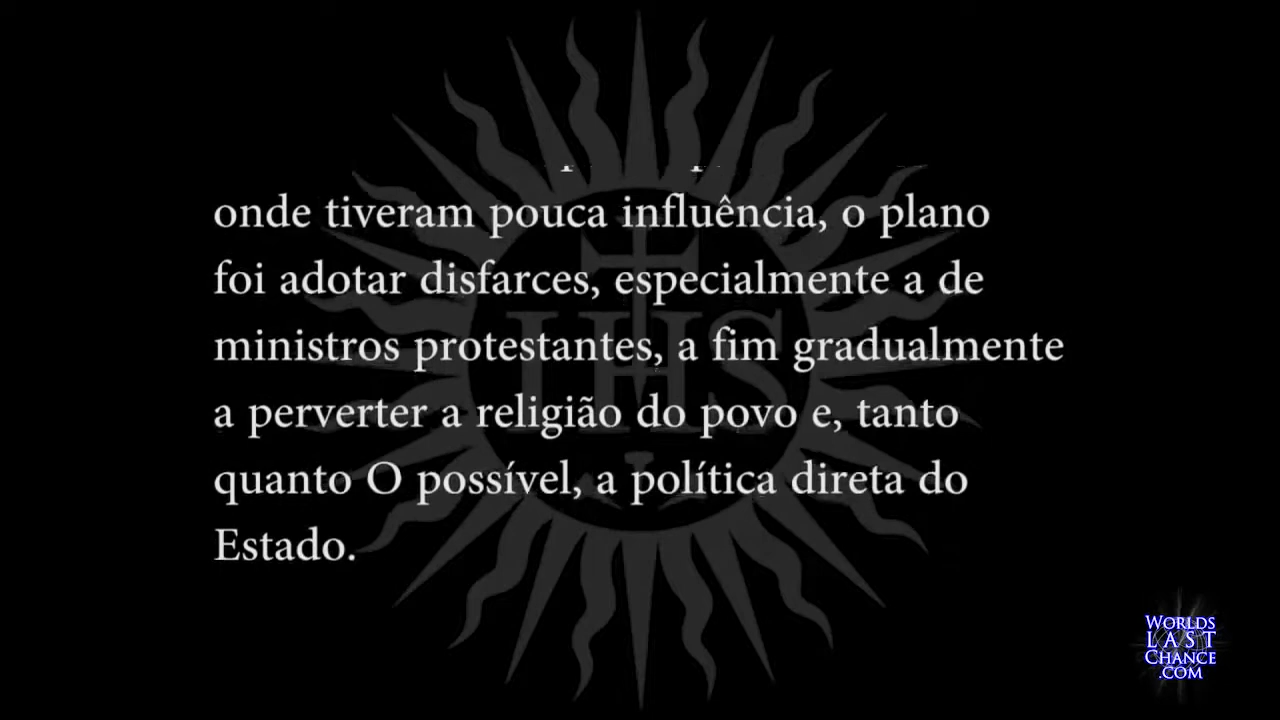 onde tiveram pouca influência, o plano
foi adotar disfarces, especialmente a de
ministros protestantes, a fim gradualmente
a perverter a religião do povo e, tanto
quanto O possível, a política direta do
Estado.
IHS
WORLDS
LAST
CHANCE
.COM